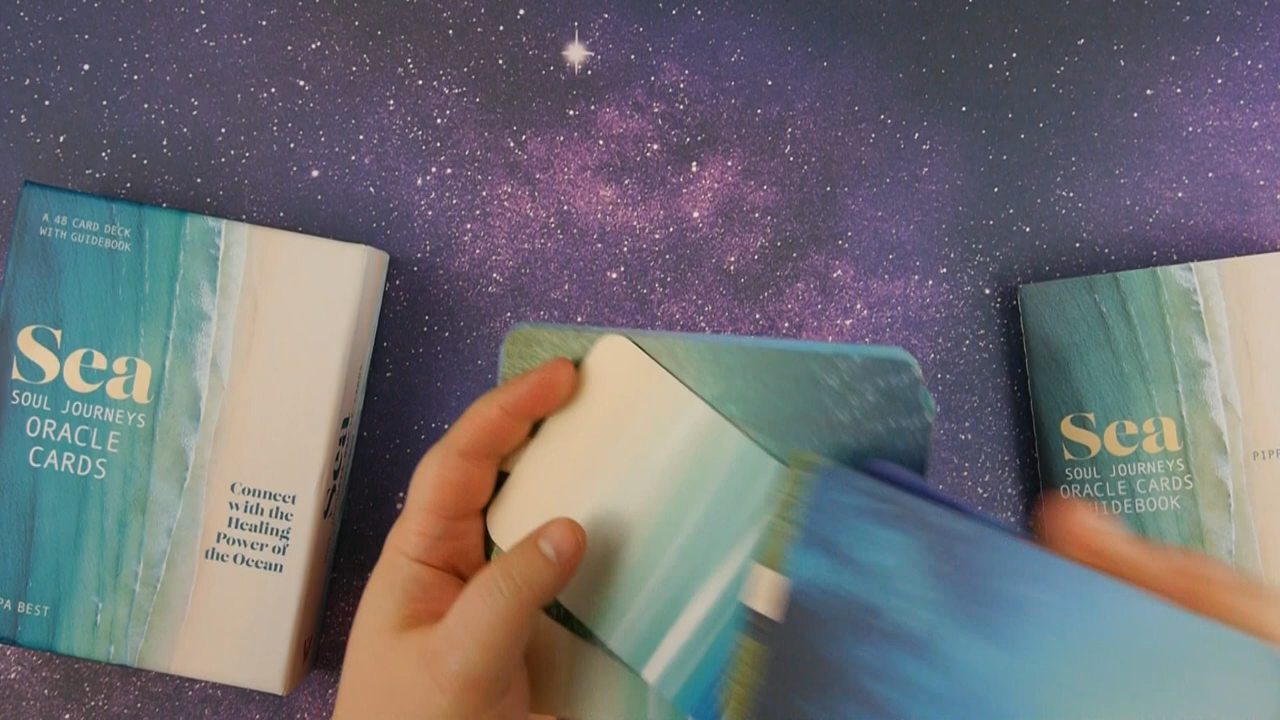 A 48 CARD DECK
WITH GUIDEBOOK
Sea
SOUL JOURNEYS
ORACLE
CARDS
Connect
with the
Healing
Power of
the Ocean
BEST
Sea
Sea
SOUL JOURNEYS
ORACLE CARDS
GUIDEBOOK